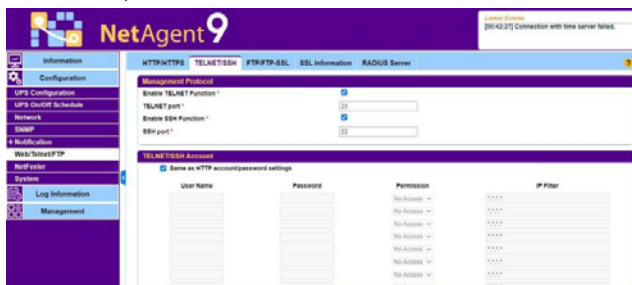 NetAgent 9
Latest Events
[00:42:27] Connection with time server failed.
Information
Configuration
UPS Configuration
UPS On/Off Schedule
Network
SNMP
+ Notification
Web/Telnet/FTP
NetFeeler
System
Log Information
Management
HTTP/HTTPS TELNET/SSH FTP/FTP-SSL SSL Information RADIUS Server
?
Management Protocol
Enable TELNET Function *
TELNET port * 23
Enable SSH Function *
SSH port * 22
TELNET/SSH Account
Same as HTTP account/password settings
User Name Password Permission IP Filter
No Access *.*.*.*
No Access *.*.*.*
No Access *.*.*.*
No Access *.*.*.*
No Access *.*.*.*
No Access *.*.*.*
No Access *.*.*.*